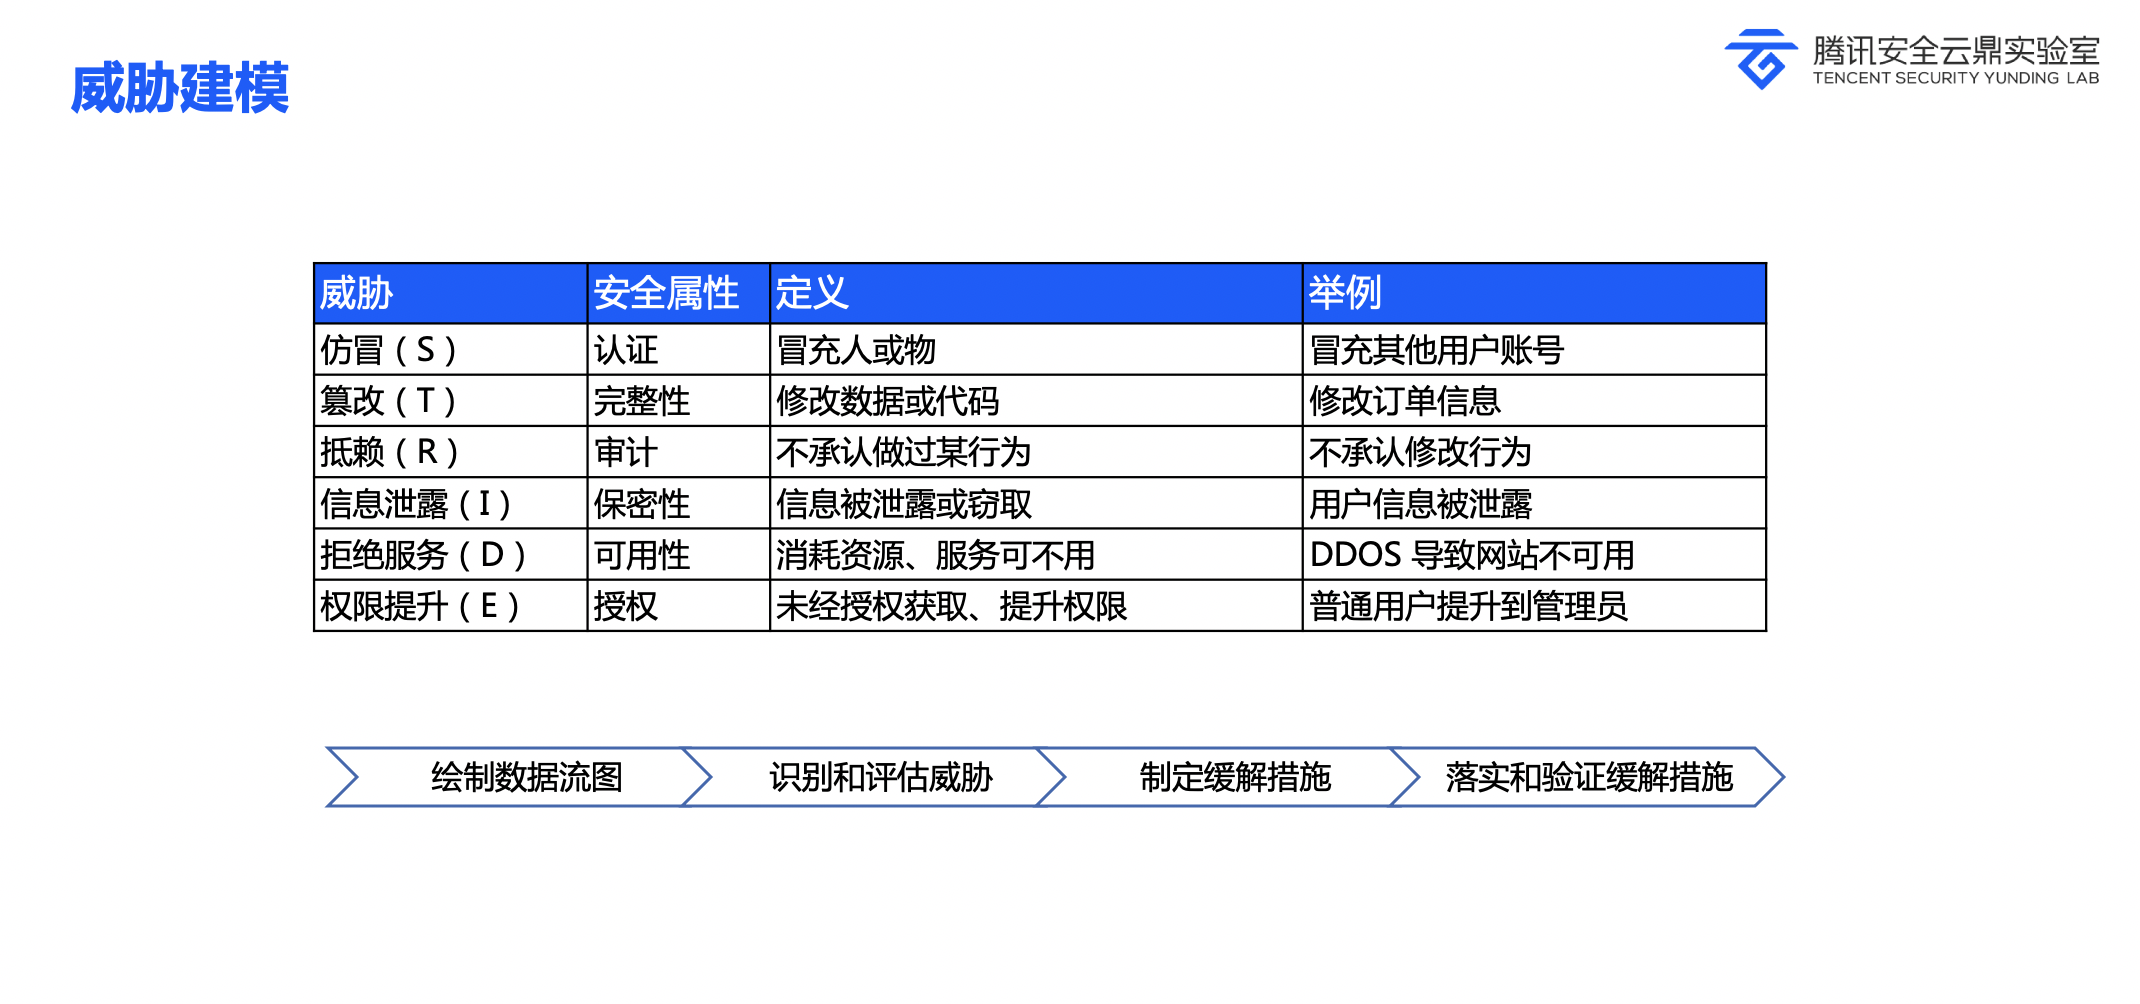 威胁建模
腾讯安全云鼎实验室
TENCENT SECURITY YUNDING LAB
威胁 安全属性 定义 举例
仿冒（S） 认证 冒充人或物 冒充其他用户账号
篡改（T） 完整性 修改数据或代码 修改订单信息
抵赖（R） 审计 不承认做过某行为 不承认修改行为
信息泄露（I） 保密性 信息被泄露或窃取 用户信息被泄露
拒绝服务（D） 可用性 消耗资源、服务可不用 DDOS 导致网站不可用
权限提升（E） 授权 未经授权获取、提升权限 普通用户提升到管理员
绘制数据流图 识别和评估威胁 制定缓解措施 落实和验证缓解措施